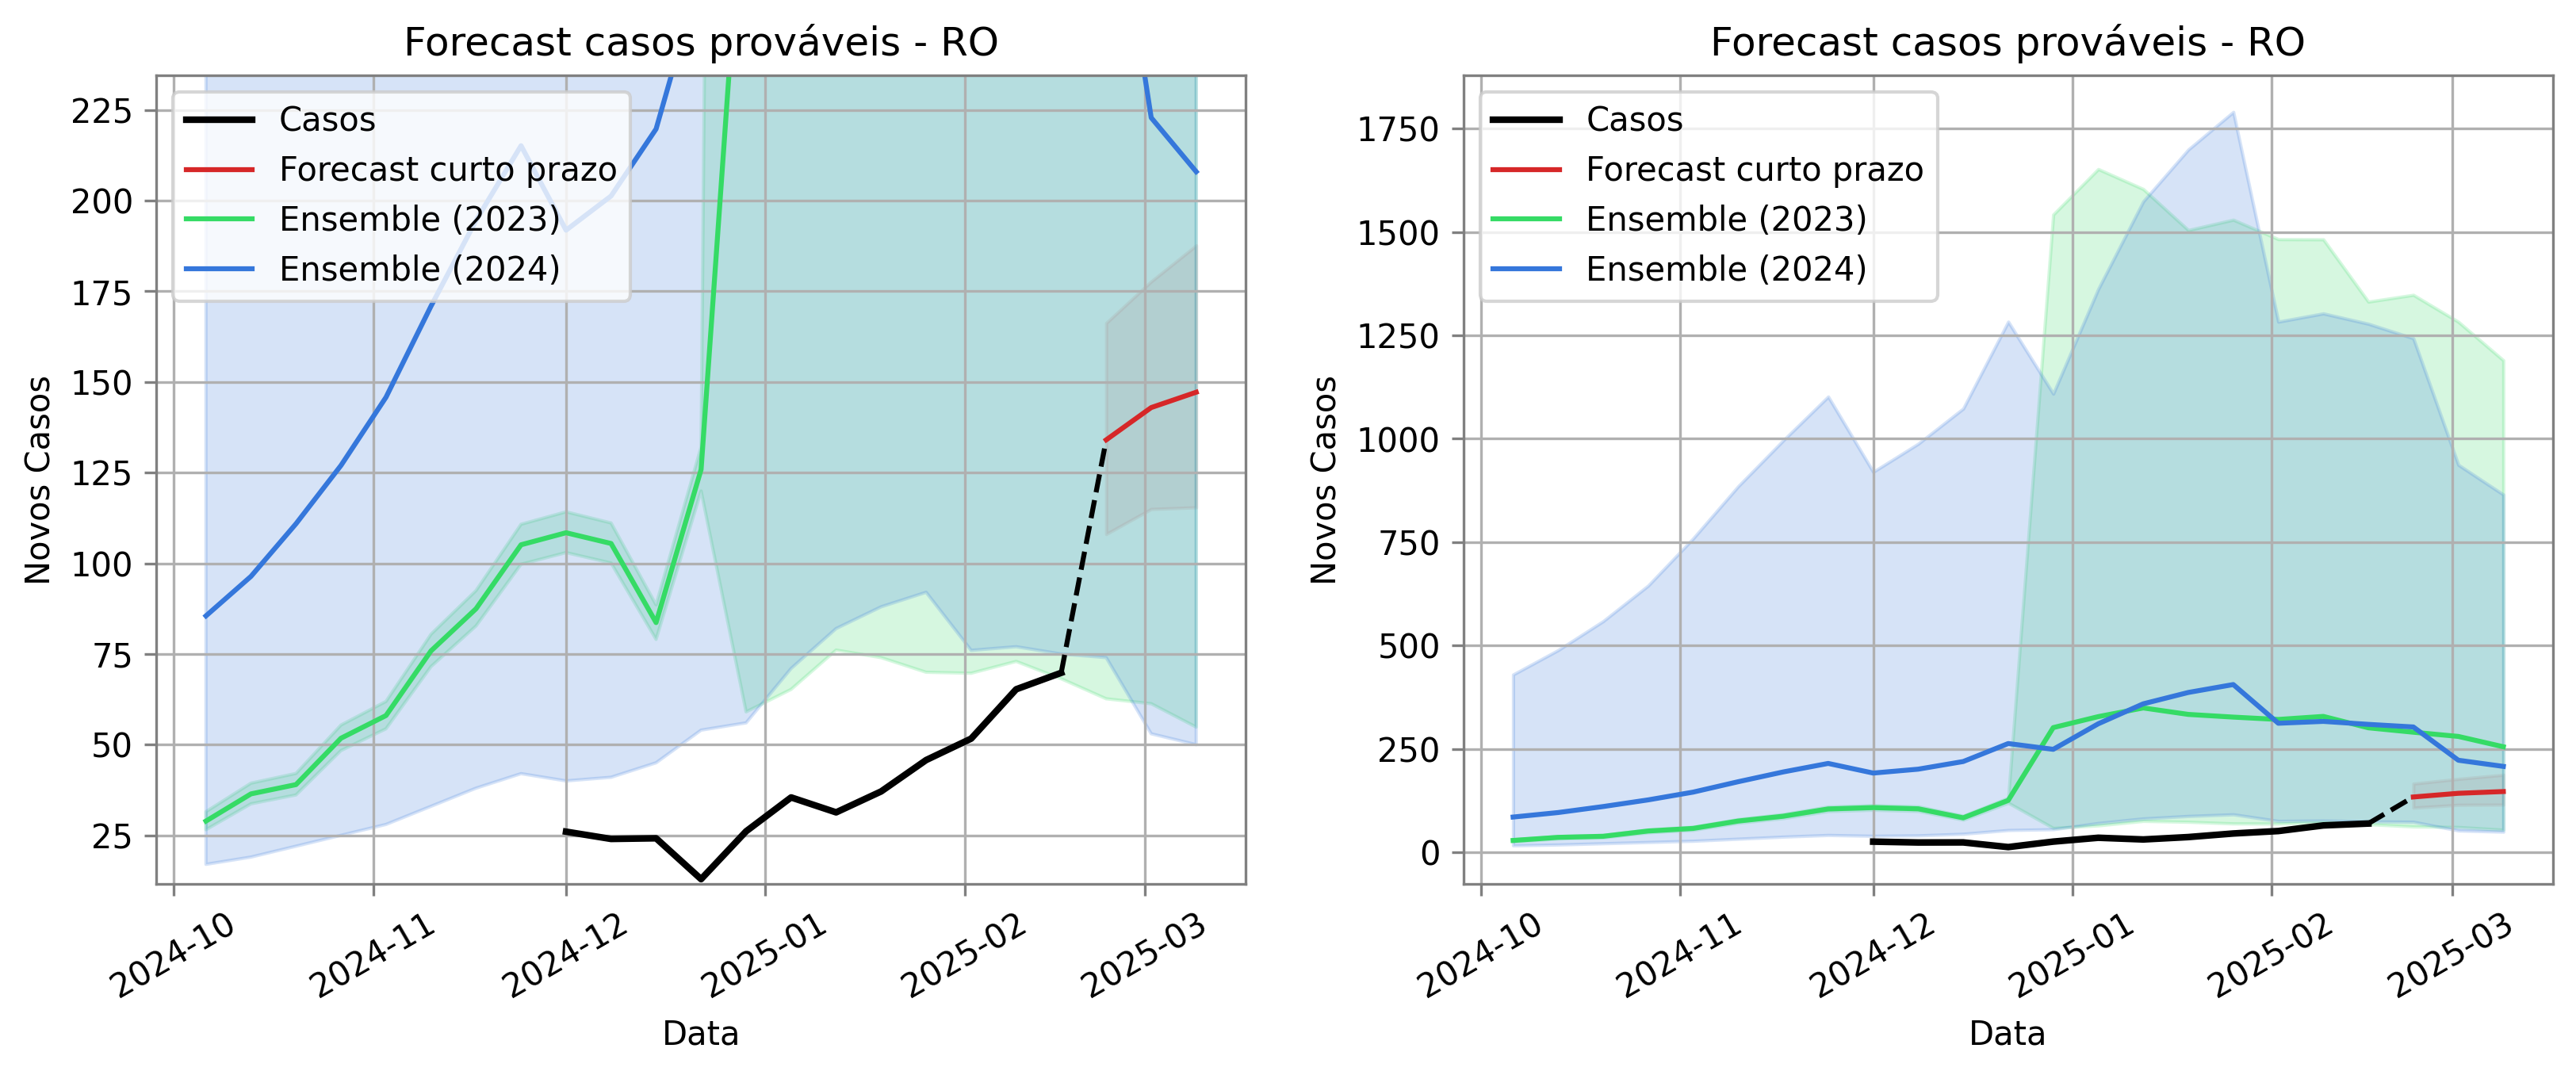 Forecast casos prováveis - RO
Casos
Forecast curto prazo
Ensemble (2023)
Ensemble (2024)
225
200
175
150
125
100
75
50
25
Novos Casos
2024-10
2024-11
2024-12
2025-01
2025-02
2025-03
Data
Forecast casos prováveis - RO
Casos
Forecast curto prazo
Ensemble (2023)
Ensemble (2024)
1750
1500
1250
1000
750
500
250
0
Novos Casos
2024-10
2024-11
2024-12
2025-01
2025-02
2025-03
Data